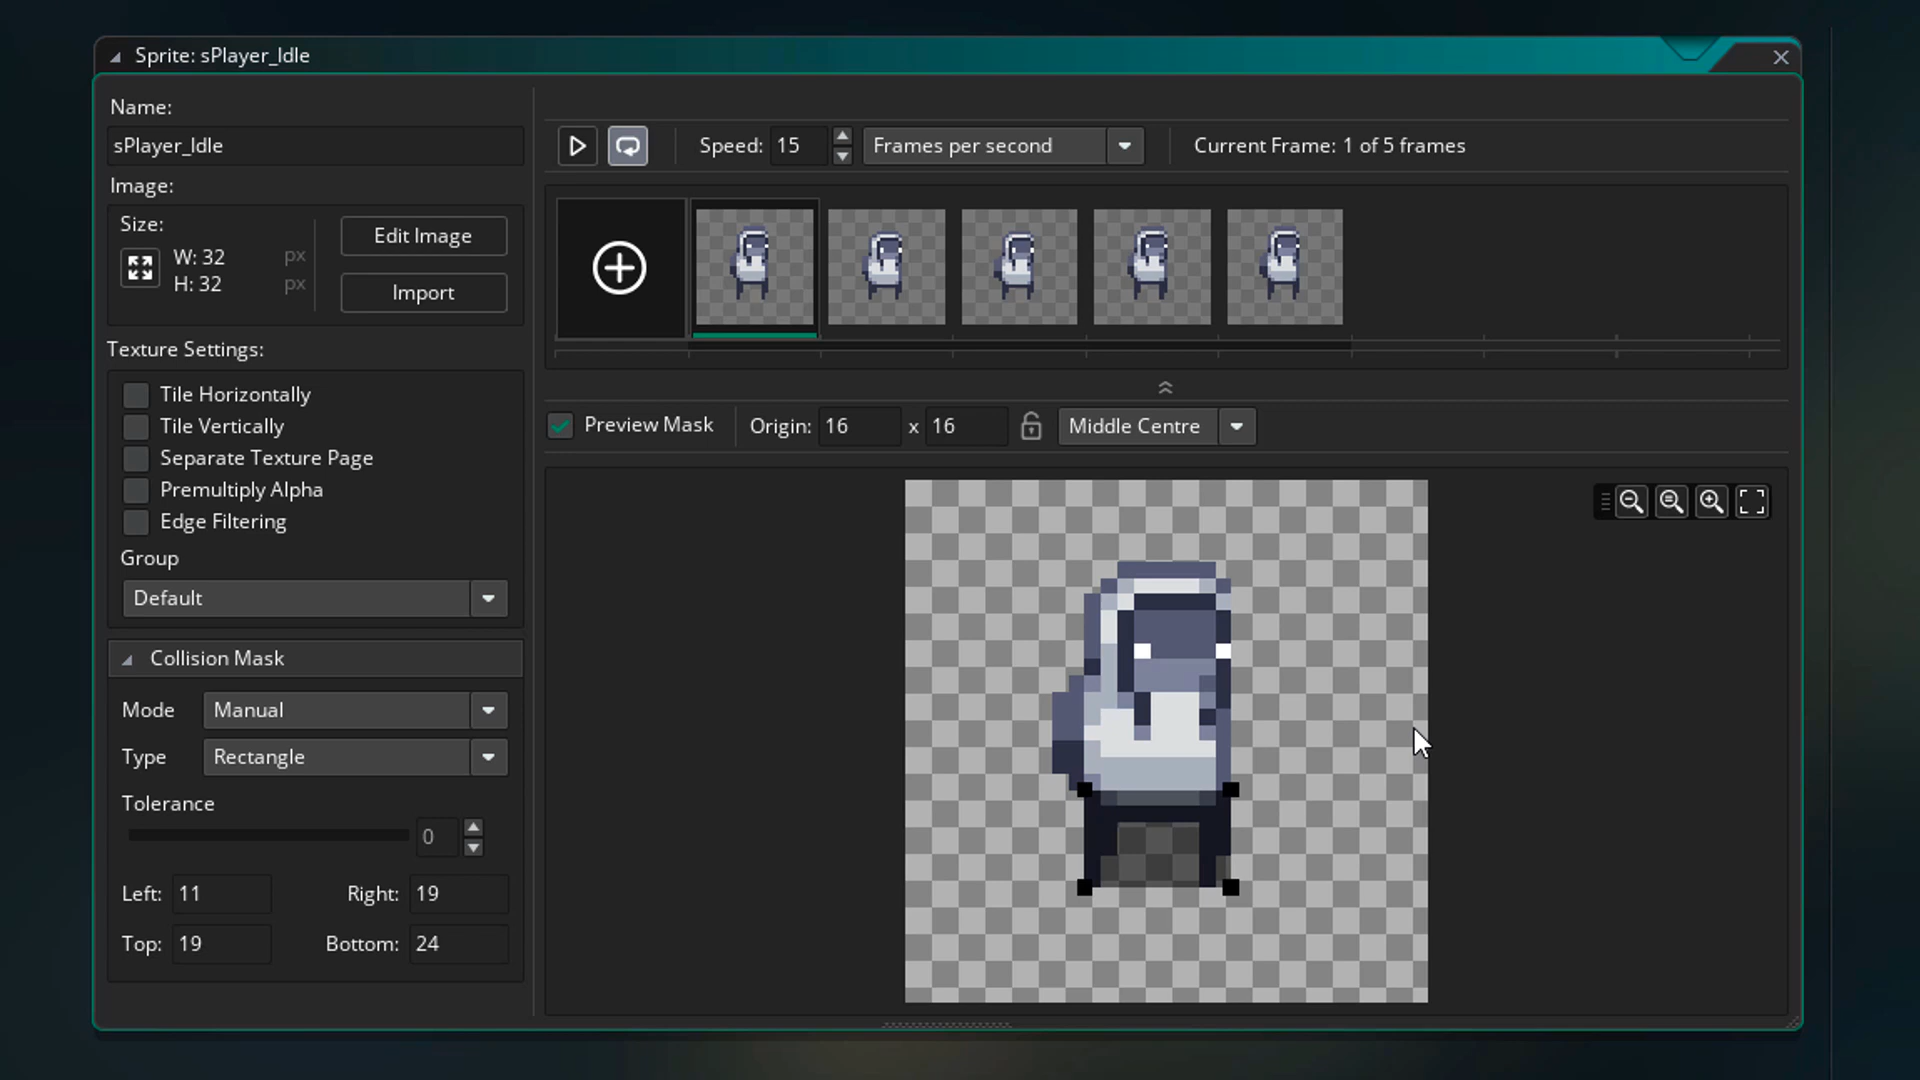 Sprite: sPlayer_Idle
Name:
sPlayer_Idle
Image:
Size:
W: 32 px
H: 32 px
Edit Image
Import
Texture Settings:
Tile Horizontally
Tile Vertically
Separate Texture Page
Premultiply Alpha
Edge Filtering
Group
Default
Collision Mask
Mode Manual
Type Rectangle
Tolerance
0
Left: 11 Right: 19
Top: 19 Bottom: 24
Speed: 15 Frames per second Current Frame: 1 of 5 frames
Preview Mask Origin: 16 x 16 Middle Centre